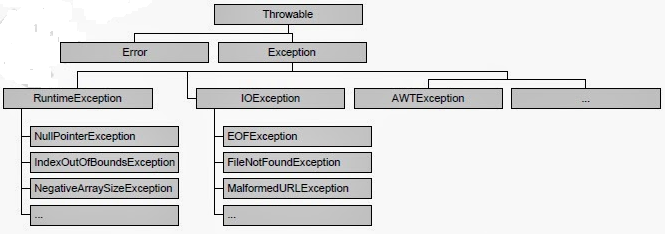 Throwable
Error
Exception
RuntimeException
IOException
AWTException
...
NullPointerException
EOFException
IndexOutOfBoundsException
FileNotFoundException
NegativeArraySizeException
MalformedURLException
...
...